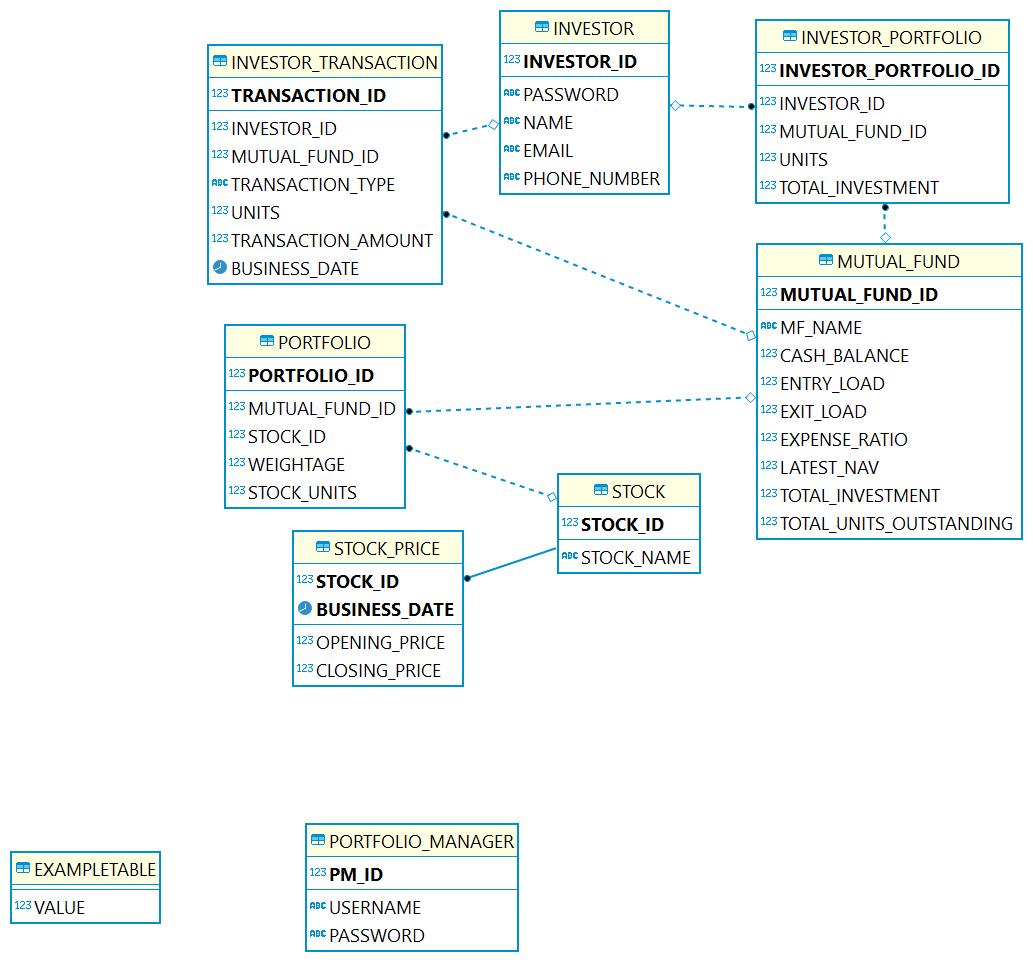 INVESTOR_TRANSACTION
123 TRANSACTION_ID
123 INVESTOR_ID
123 MUTUAL_FUND_ID
ABC TRANSACTION_TYPE
123 UNITS
123 TRANSACTION_AMOUNT
BUSINESS_DATE
INVESTOR
123 INVESTOR_ID
ABC PASSWORD
ABC NAME
ABC EMAIL
ABC PHONE_NUMBER
INVESTOR_PORTFOLIO
123 INVESTOR_PORTFOLIO_ID
123 INVESTOR_ID
123 MUTUAL_FUND_ID
123 UNITS
123 TOTAL_INVESTMENT
MUTUAL_FUND
123 MUTUAL_FUND_ID
ABC MF_NAME
123 CASH_BALANCE
123 ENTRY_LOAD
123 EXIT_LOAD
123 EXPENSE_RATIO
123 LATEST_NAV
123 TOTAL_INVESTMENT
123 TOTAL_UNITS_OUTSTANDING
PORTFOLIO
123 PORTFOLIO_ID
123 MUTUAL_FUND_ID
123 STOCK_ID
123 WEIGHTAGE
123 STOCK_UNITS
STOCK
123 STOCK_ID
ABC STOCK_NAME
STOCK_PRICE
123 STOCK_ID
BUSINESS_DATE
123 OPENING_PRICE
123 CLOSING_PRICE
EXAMPLETABLE
123 VALUE
PORTFOLIO_MANAGER
123 PM_ID
ABC USERNAME
ABC PASSWORD